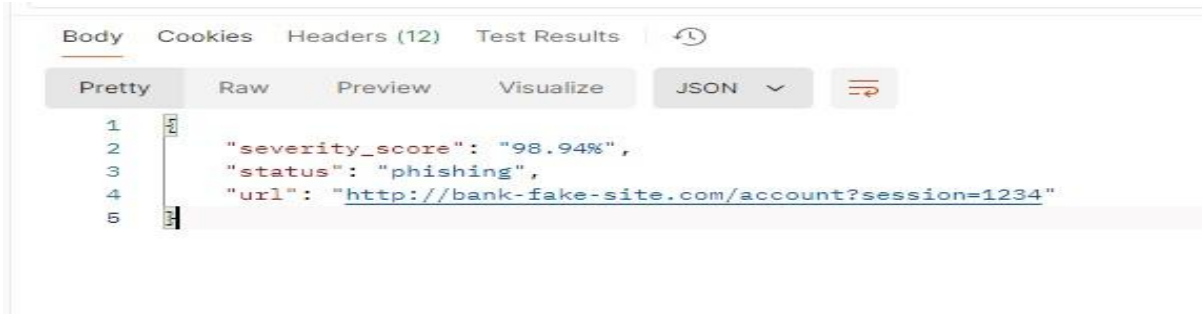 Body Cookies Headers (12) Test Results
Pretty Raw Preview Visualize JSON
1 {
2 "severity_score": "98.94%",
3 "status": "phishing",
4 "url": "http://bank-fake-site.com/account?session=1234"
5 }